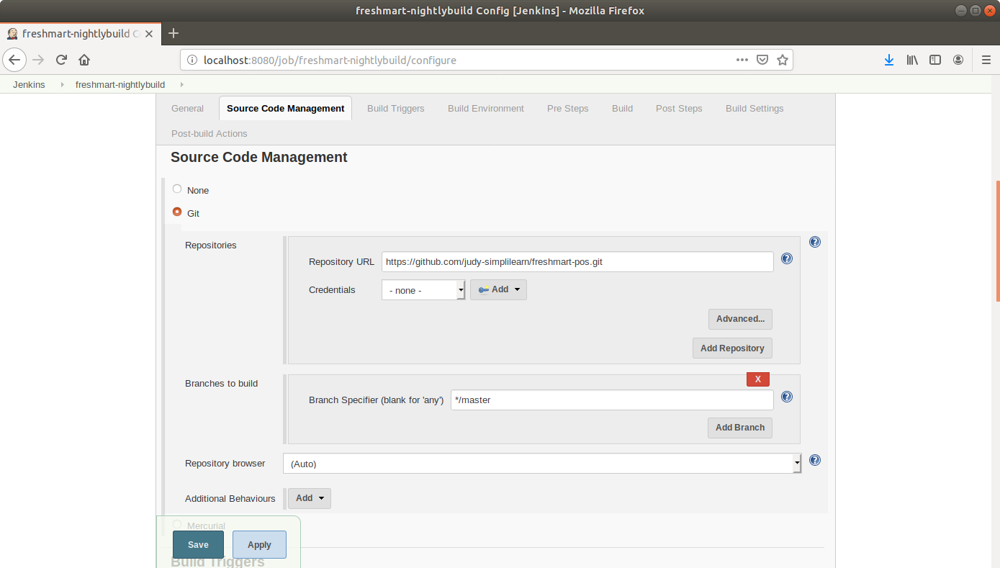 freshmart-nightlybuild Config [Jenkins] - Mozilla Firefox
freshmart-nightlybuild C
localhost:8080/job/freshmart-nightlybuild/configure
Jenkins freshmart-nightlybuild
General Source Code Management Build Triggers Build Environment Pre Steps Build Post Steps Build Settings
Post-build Actions
Source Code Management
None
Git
Repositories
Repository URL https://github.com/judy-simplilearn/freshmart-pos.git
Credentials - none - Add
Advanced...
Add Repository
Branches to build
X
Branch Specifier (blank for 'any') */master
Add Branch
Repository browser (Auto)
Additional Behaviours Add
Mercurial
Save Apply
Build Triggers